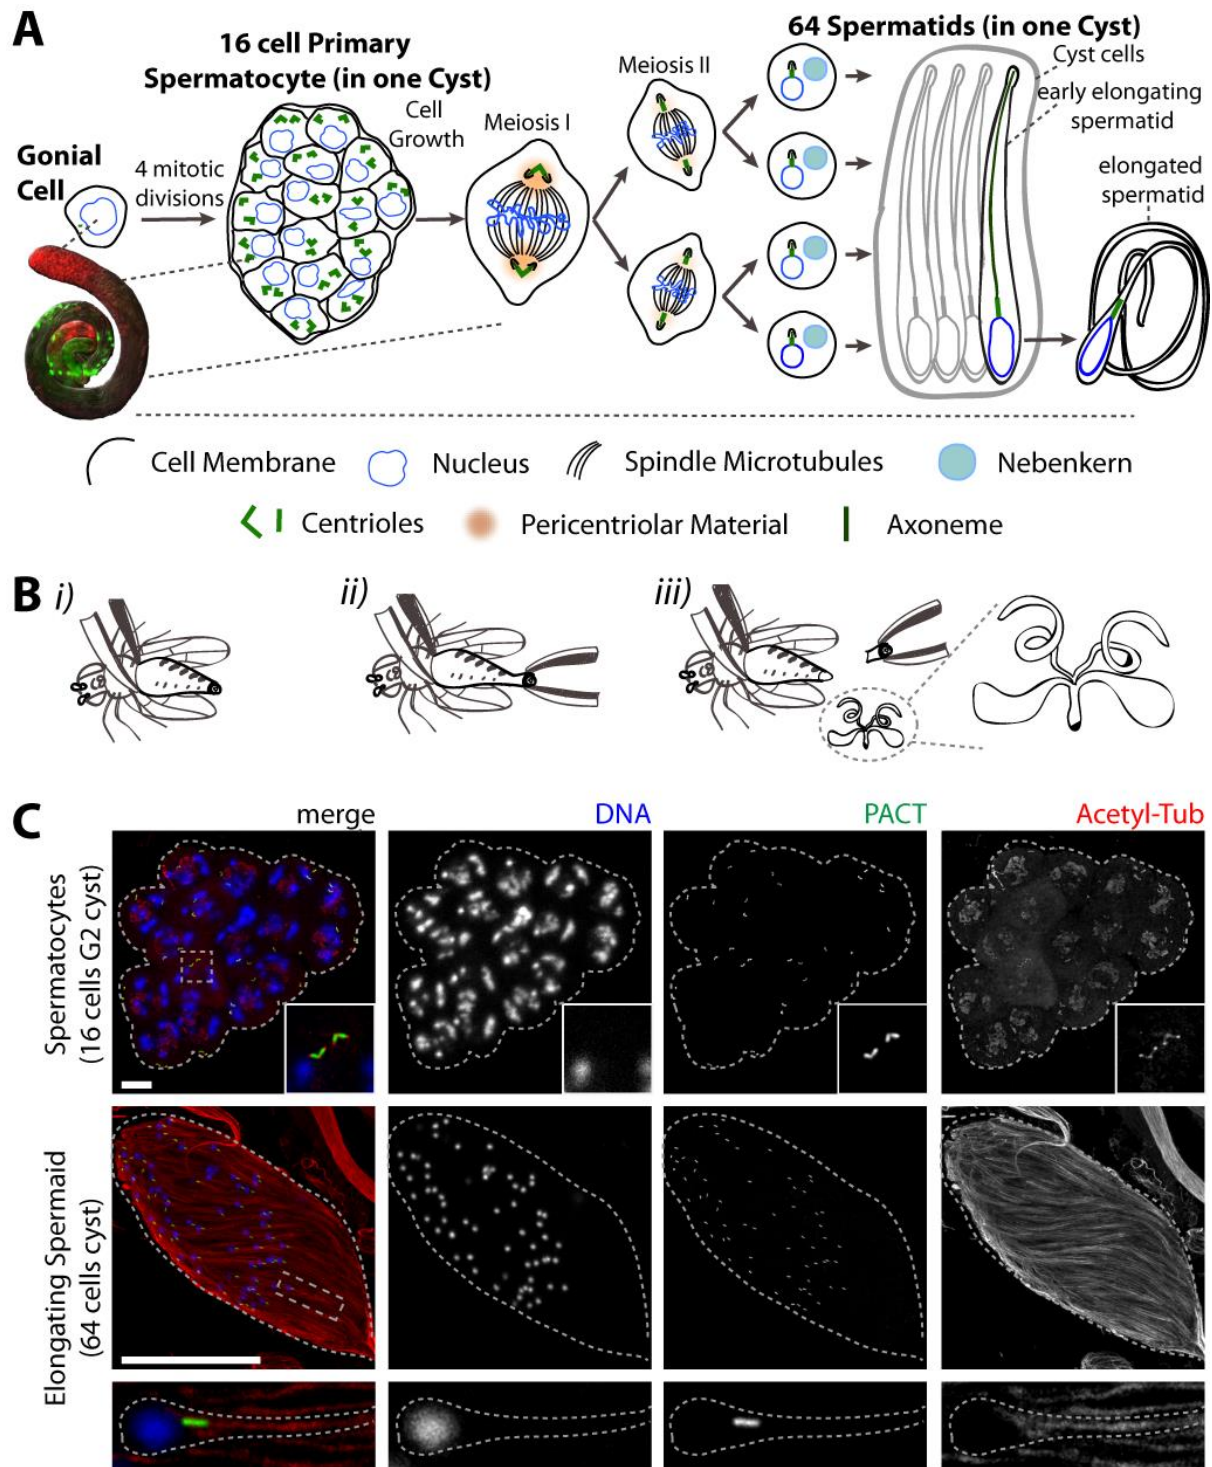 A
16 cell Primary
Spermatocyte (in one Cyst)
64 Spermatids (in one Cyst)
Gonial
Cell
4 mitotic
divisions
Cell
Growth
Meiosis I
Meiosis II
Cyst cells
early elongating
spermatid
elongated
spermatid
Cell Membrane
Nucleus
Spindle Microtubules
Nebenkern
Centrioles
Pericentriolar Material
Axoneme
B
i)
ii)
iii)
C
merge
DNA
PACT
Acetyl-Tub
Spermatocytes
(16 cells G2 cyst)
Elongating Spermaid
(64 cells cyst)